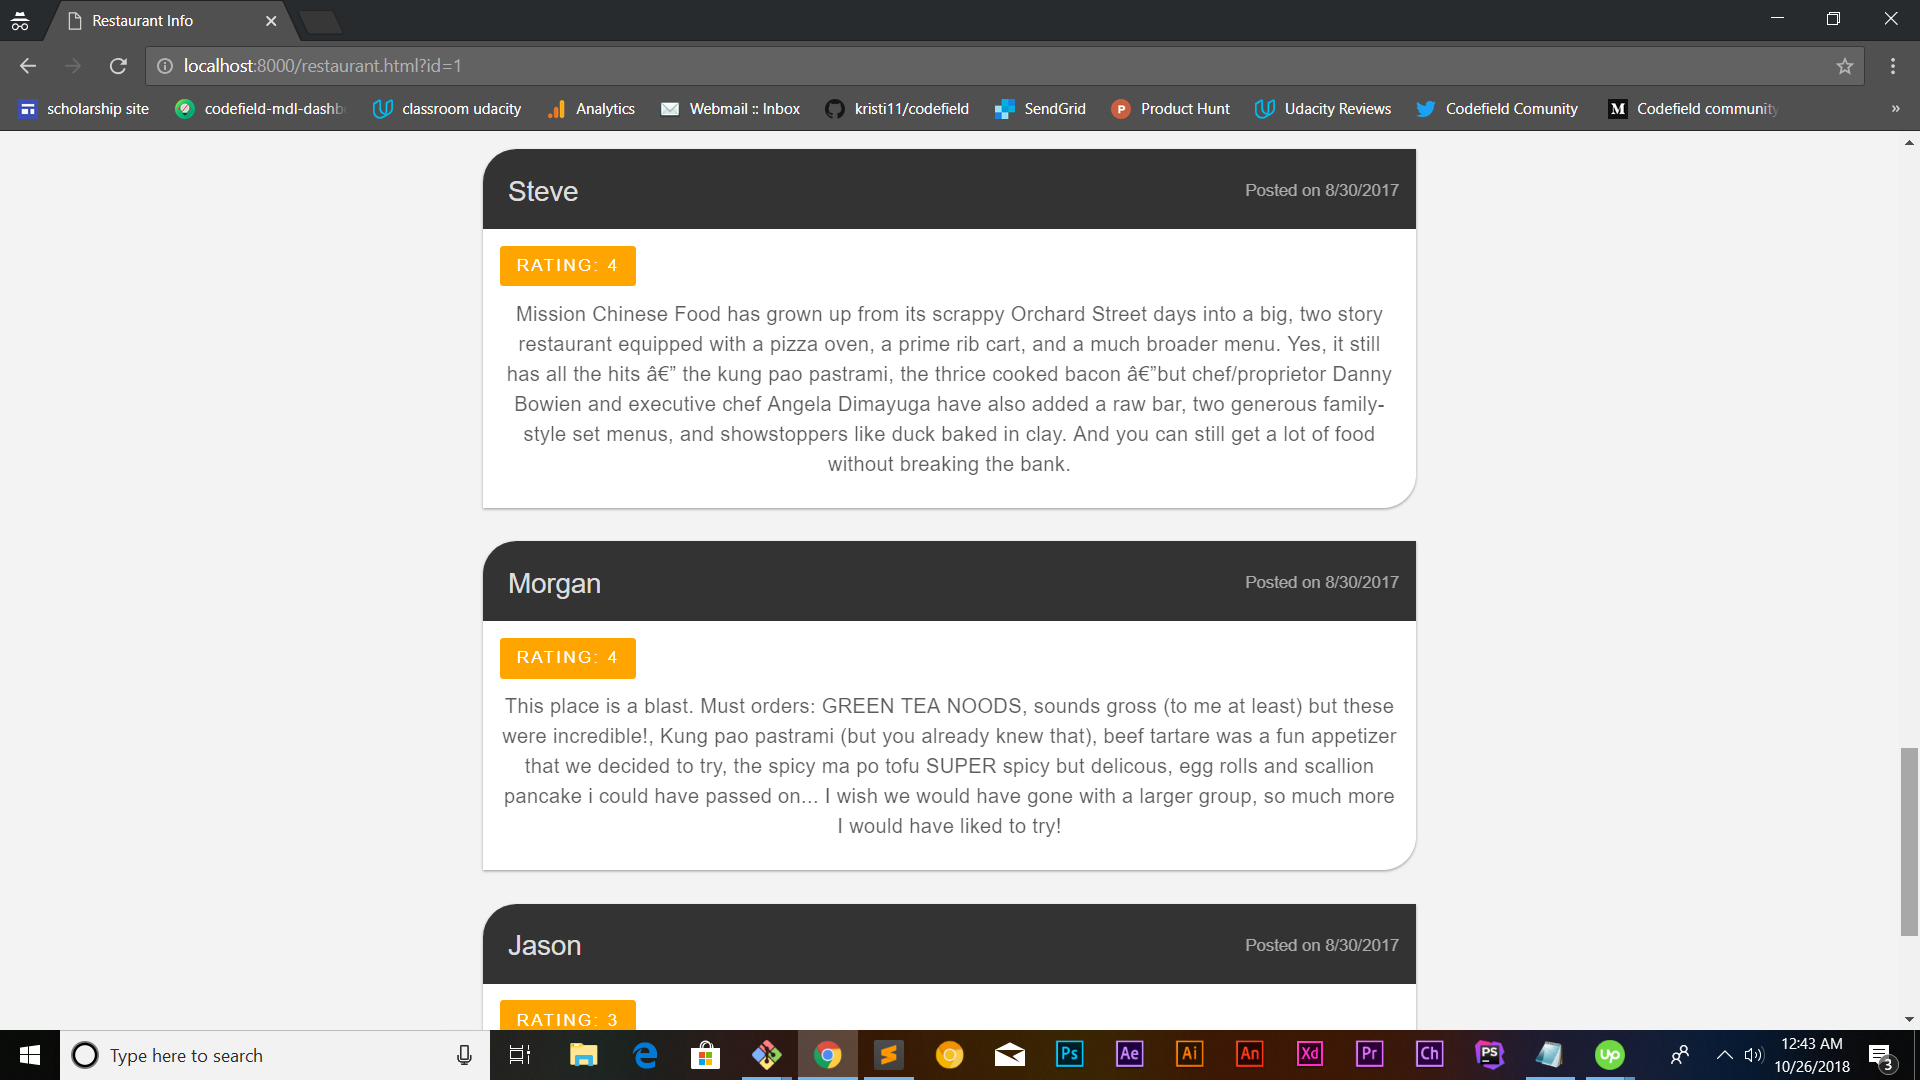 Restaurant Info
localhost:8000/restaurant.html?id=1
scholarship site
codefield-mdl-dashb
classroom udacity
Analytics
Webmail :: Inbox
kristi11/codefield
SendGrid
P
Product Hunt
Udacity Reviews
Codefield Comunity
M
Codefield community
»
Steve
Posted on 8/30/2017
RATING: 4
Mission Chinese Food has grown up from its scrappy Orchard Street days into a big, two story
restaurant equipped with a pizza oven, a prime rib cart, and a much broader menu. Yes, it still
has all the hits â€” the kung pao pastrami, the thrice cooked bacon â€”but chef/proprietor Danny
Bowien and executive chef Angela Dimayuga have also added a raw bar, two generous family-
style set menus, and showstoppers like duck baked in clay. And you can still get a lot of food
without breaking the bank.
Morgan
Posted on 8/30/2017
RATING: 4
This place is a blast. Must orders: GREEN TEA NOODS, sounds gross (to me at least) but these
were incredible!, Kung pao pastrami (but you already knew that), beef tartare was a fun appetizer
that we decided to try, the spicy ma po tofu SUPER spicy but delicous, egg rolls and scallion
pancake i could have passed on... I wish we would have gone with a larger group, so much more
I would have liked to try!
Jason
Posted on 8/30/2017
RATING: 3
Type here to search
Ps
Ae
Ai
An
Xd
Pr
Ch
PS
up
12:43 AM
10/26/2018
3